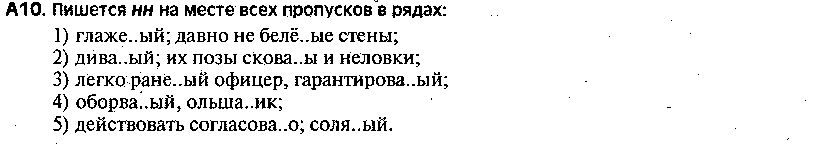 А10. Пишется нн на месте всех пропусков в рядах:
1) глаже..ый; давно не белё..ые стены;
2) дива..ый; их позы скова..ы и неловки;
3) легко ране..ый офицер, гарантирова..ый;
4) оборва..ый, ольша..ик;
5) действовать согласова..о; соля..ый.